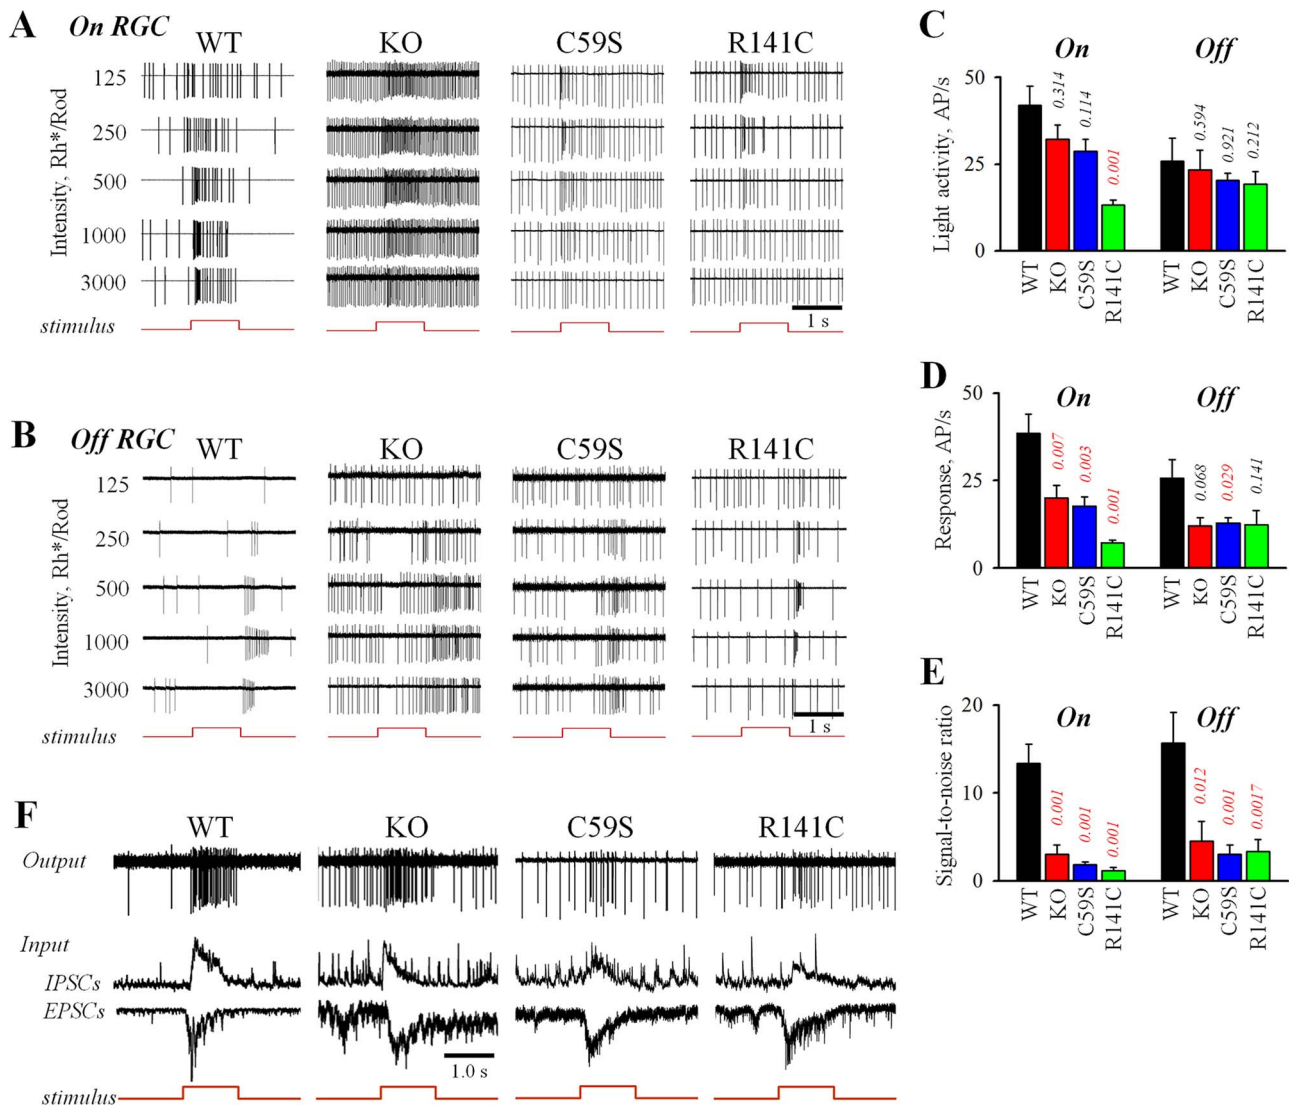 A
On RGC
WT KO C59S R141C
Intensity, Rh*/Rod
125
250
500
1000
3000
stimulus
1 s
B
Off RGC
WT KO C59S R141C
Intensity, Rh*/Rod
125
250
500
1000
3000
stimulus
1 s
F
WT KO C59S R141C
Output
Input
IPSCs
EPSCs
1.0 s
stimulus
C
On Off
Light activity, AP/s
50
25
0
0.314 0.114 0.001 0.594 0.921 0.212
WT KO C59S R141C WT KO C59S R141C
D
On Off
Response, AP/s
50
25
0
0.007 0.003 0.001 0.068 0.029 0.141
WT KO C59S R141C WT KO C59S R141C
E
On Off
Signal-to-noise ratio
20
10
0
0.001 0.001 0.001 0.012 0.001 0.0017
WT KO C59S R141C WT KO C59S R141C